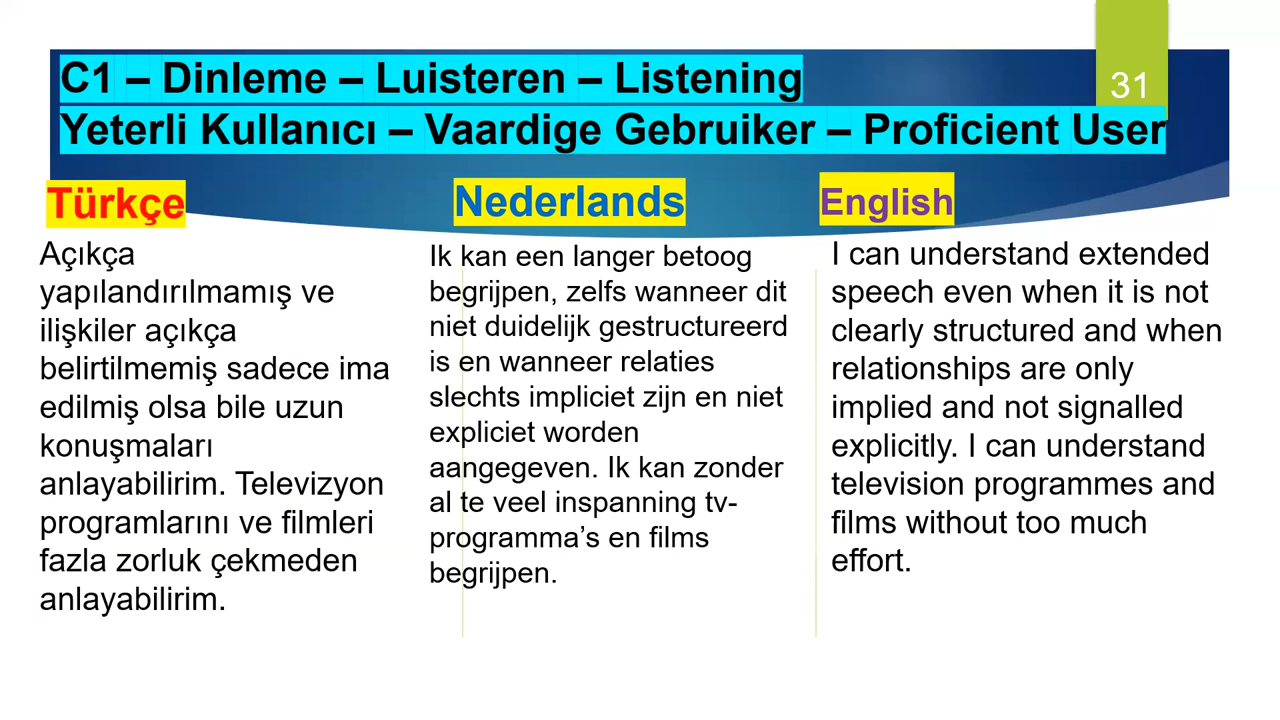 C1 – Dinleme – Luisteren – Listening
31
Yeterli Kullanıcı – Vaardige Gebruiker – Proficient User
Türkçe
Açıkça
yapılandırılmamış ve
ilişkiler açıkça
belirtilmemiş sadece ima
edilmiş olsa bile uzun
konuşmaları
anlayabilirim. Televizyon
programlarını ve filmleri
fazla zorluk çekmeden
anlayabilirim.
Nederlands
Ik kan een langer betoog
begrijpen, zelfs wanneer dit
niet duidelijk gestructureerd
is en wanneer relaties
slechts impliciet zijn en niet
expliciet worden
aangegeven. Ik kan zonder
al te veel inspanning tv-
programma’s en films
begrijpen.
English
I can understand extended
speech even when it is not
clearly structured and when
relationships are only
implied and not signalled
explicitly. I can understand
television programmes and
films without too much
effort.